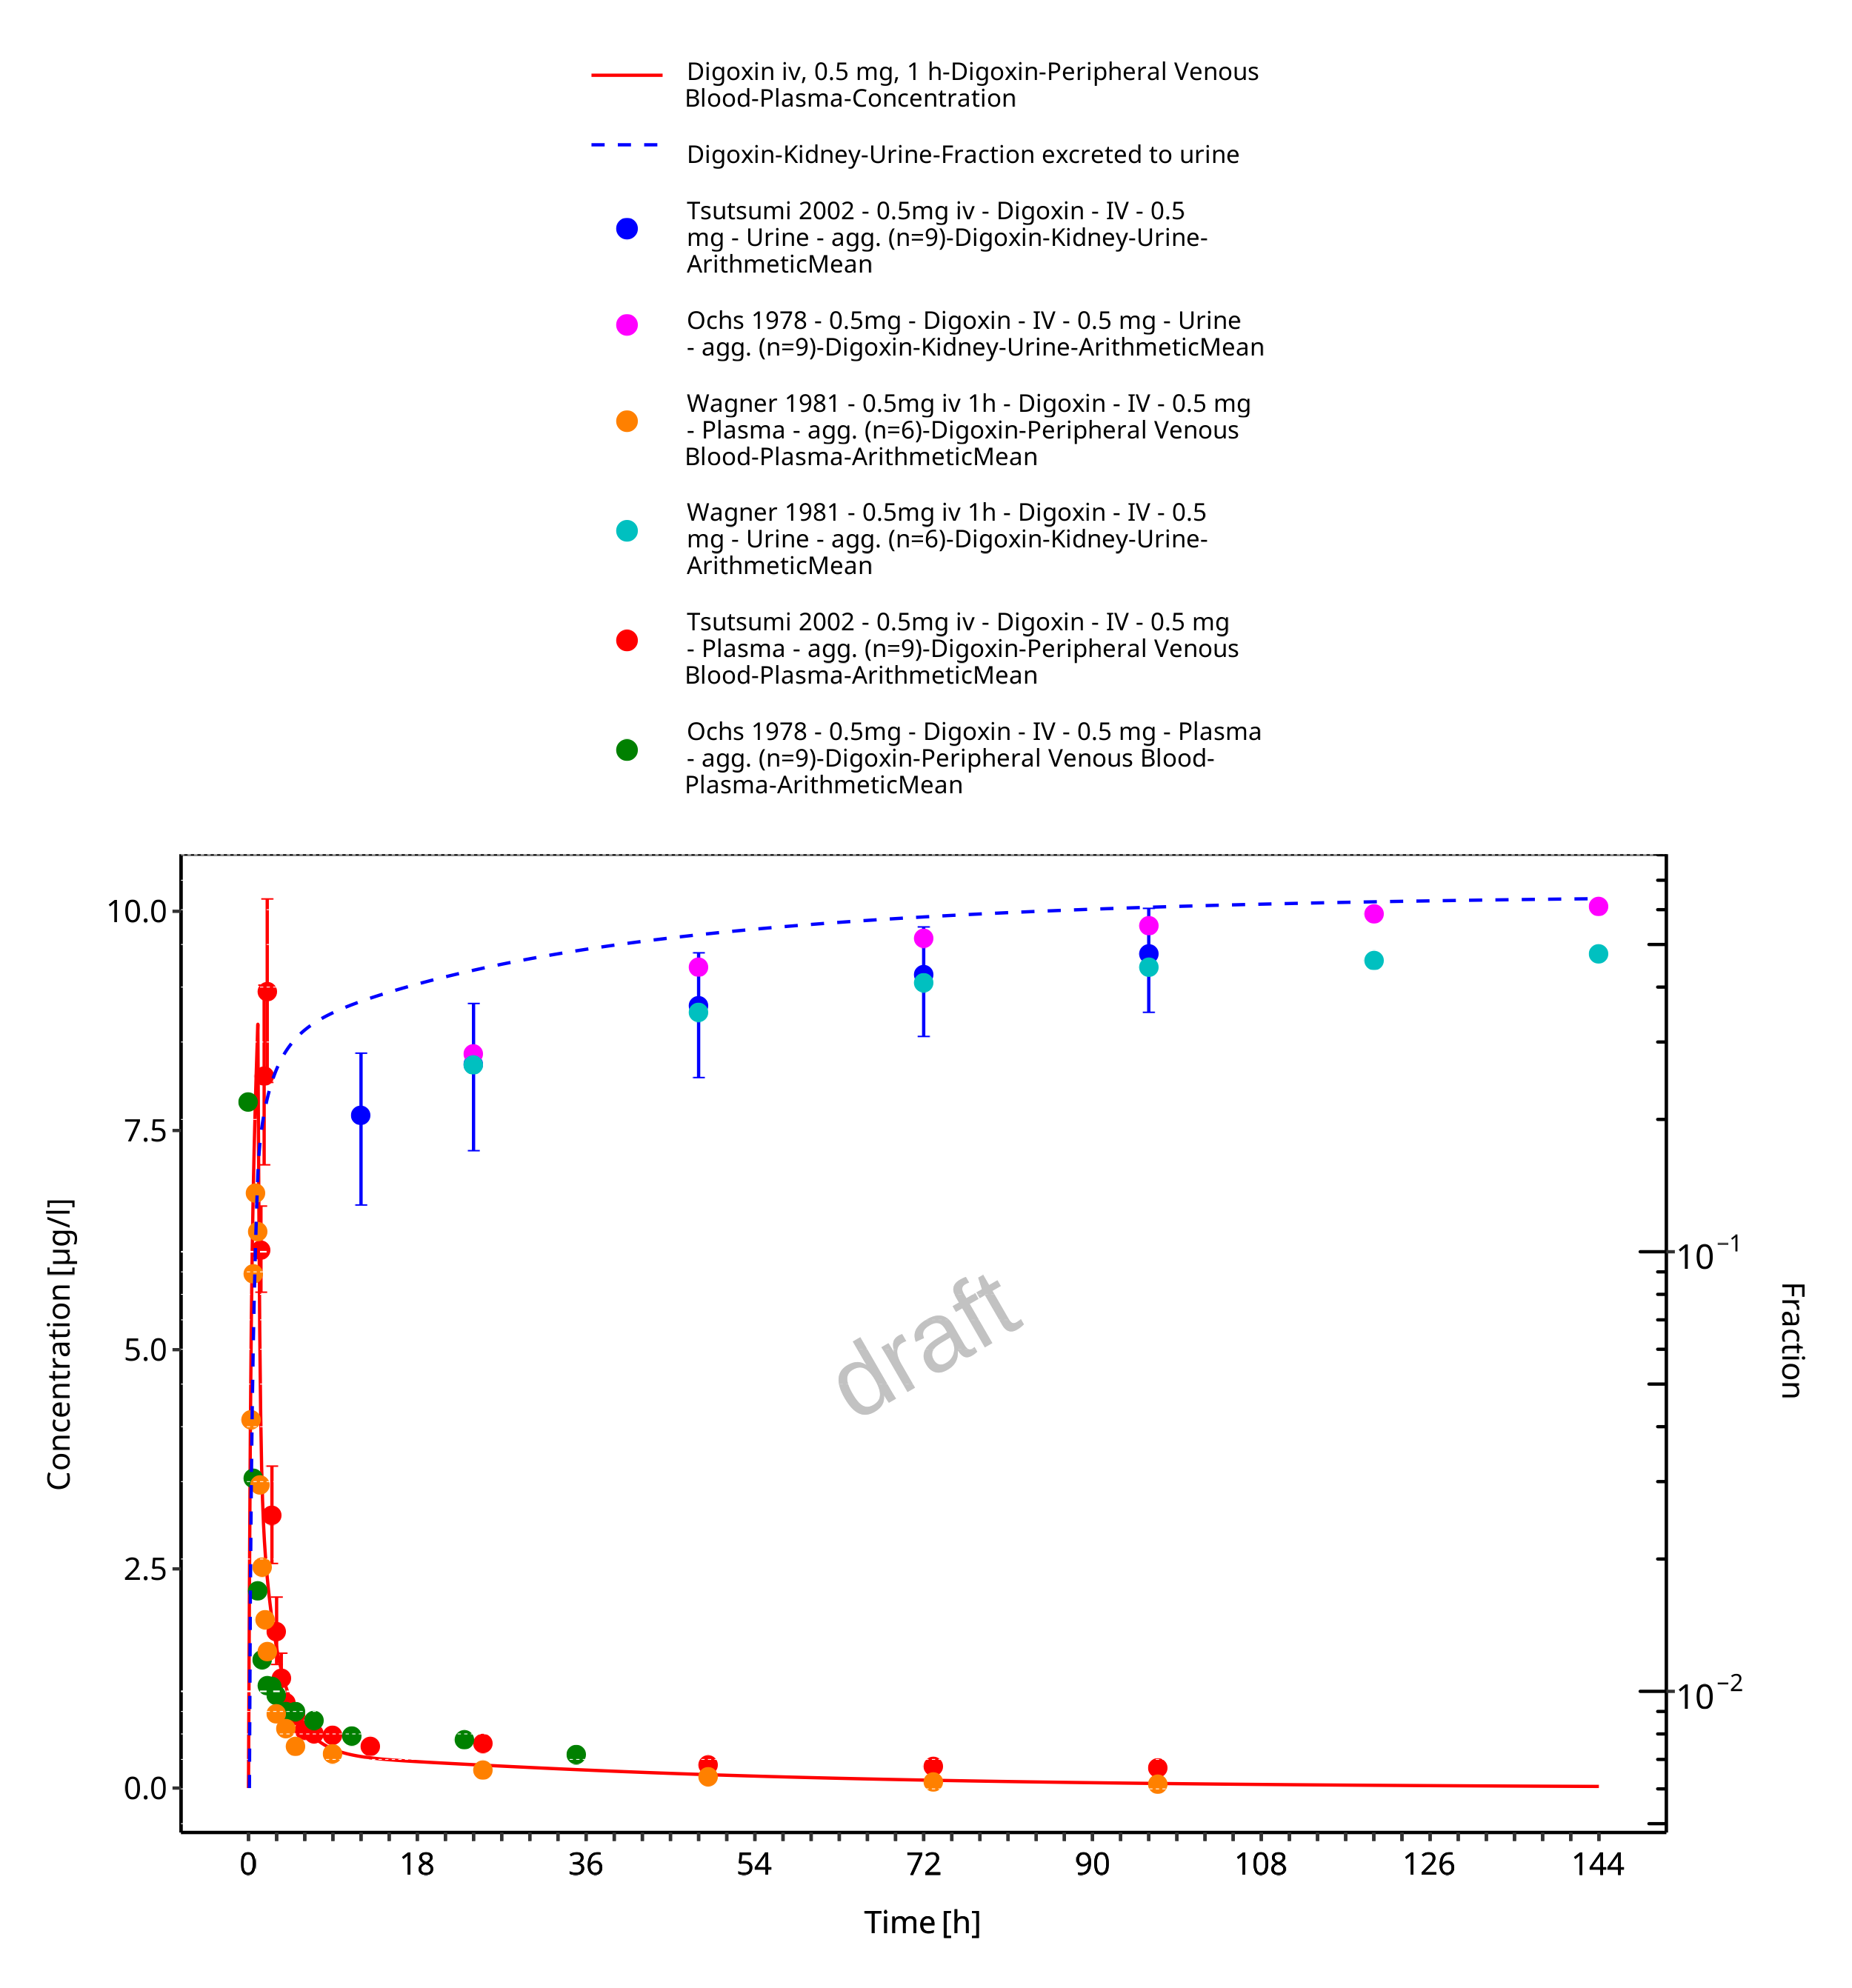 Digoxin iv, 0.5 mg, 1 h-Digoxin-Peripheral Venous
Blood-Plasma-Concentration
Digoxin-Kidney-Urine-Fraction excreted to urine
Tsutsumi 2002 - 0.5mg iv - Digoxin - IV - 0.5
mg - Urine - agg. (n=9)-Digoxin-Kidney-Urine-
ArithmeticMean
Ochs 1978 - 0.5mg - Digoxin - IV - 0.5 mg - Urine
- agg. (n=9)-Digoxin-Kidney-Urine-ArithmeticMean
Wagner 1981 - 0.5mg iv 1h - Digoxin - IV - 0.5 mg
- Plasma - agg. (n=6)-Digoxin-Peripheral Venous
Blood-Plasma-ArithmeticMean
Wagner 1981 - 0.5mg iv 1h - Digoxin - IV - 0.5
mg - Urine - agg. (n=6)-Digoxin-Kidney-Urine-
ArithmeticMean
Tsutsumi 2002 - 0.5mg iv - Digoxin - IV - 0.5 mg
- Plasma - agg. (n=9)-Digoxin-Peripheral Venous
Blood-Plasma-ArithmeticMean
Ochs 1978 - 0.5mg - Digoxin - IV - 0.5 mg - Plasma
- agg. (n=9)-Digoxin-Peripheral Venous Blood-
Plasma-ArithmeticMean
10.0
7.5
5.0
2.5
0.0
Concentration [µg/l]
draft
10⁻¹
10⁻²
Fraction
0 18 36 54 72 90 108 126 144
Time [h]